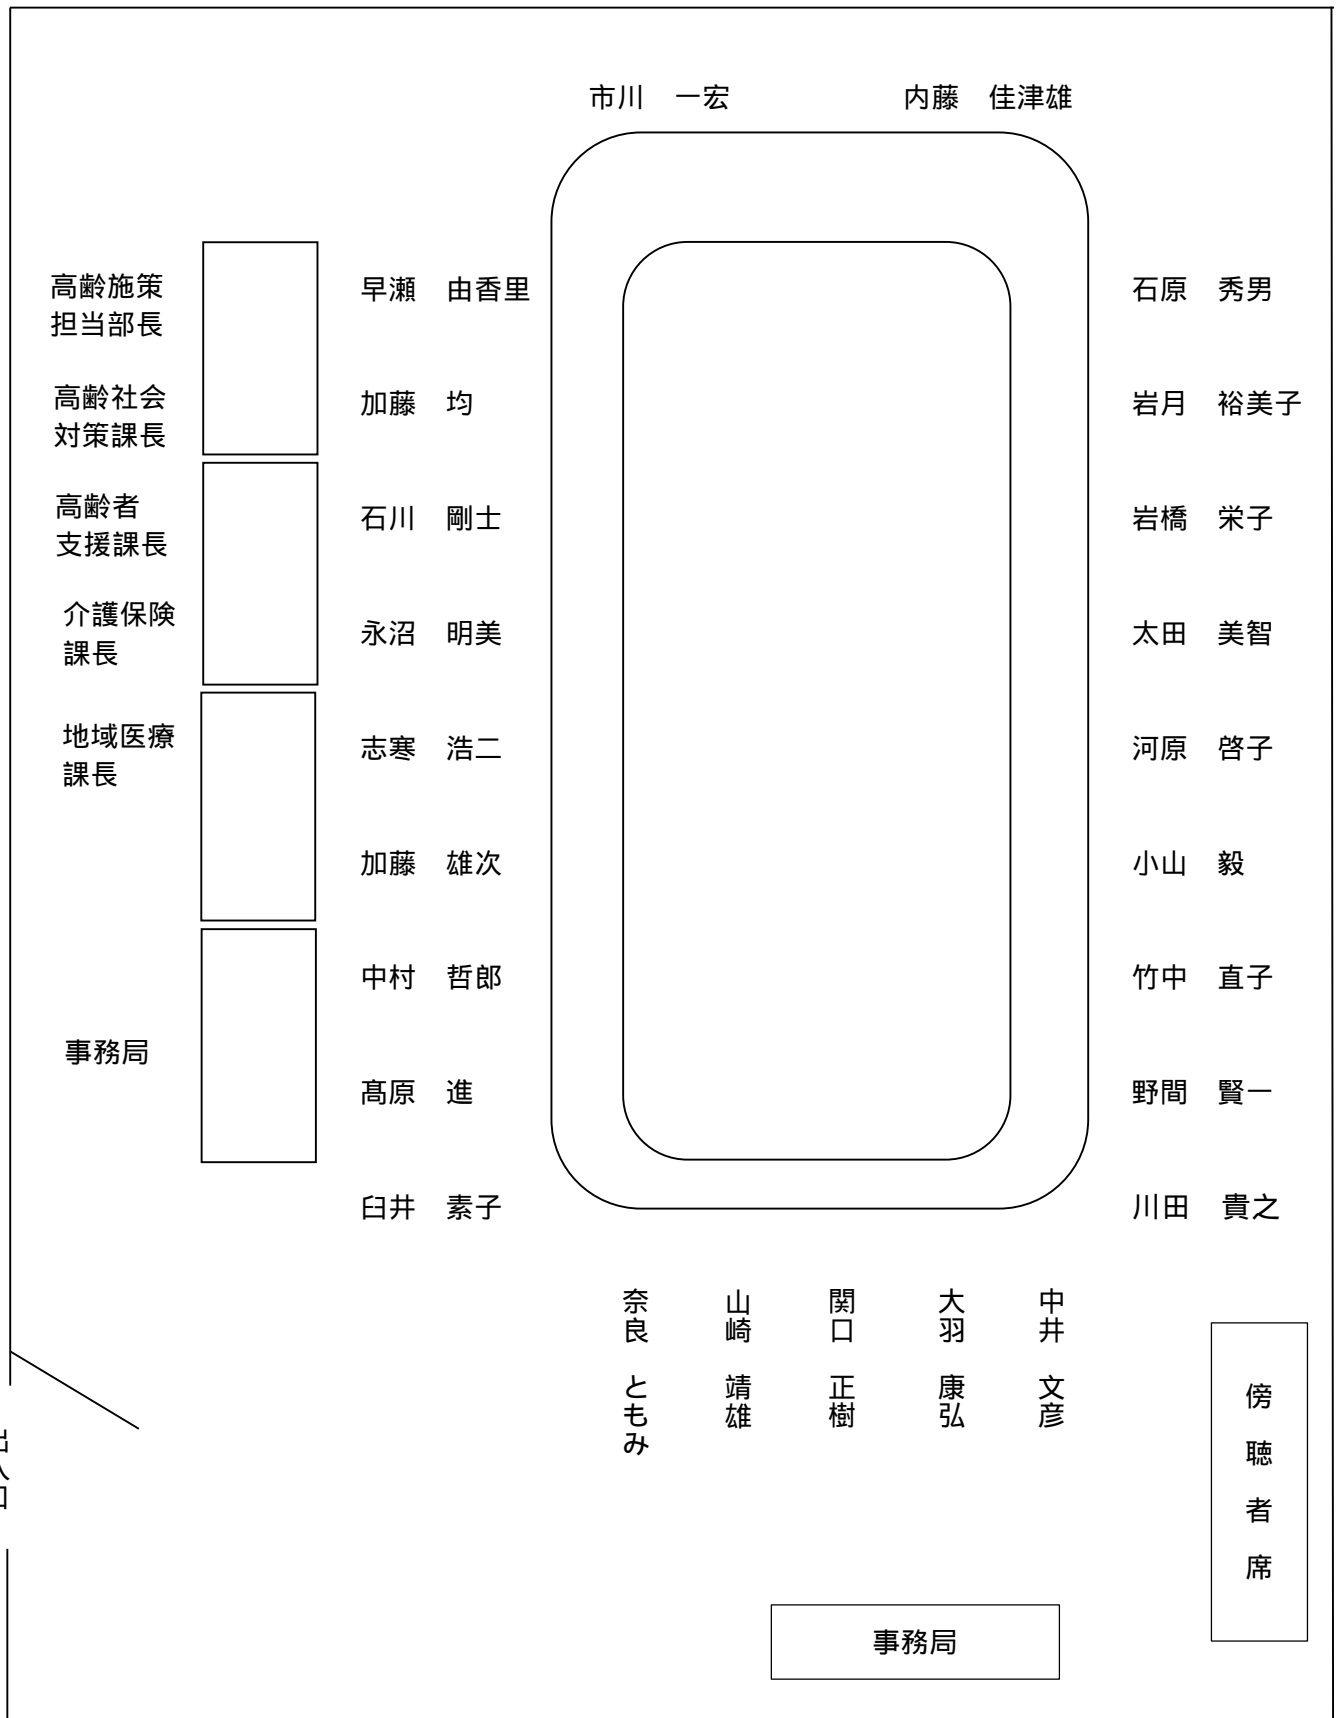 市川　一宏
内藤　佳津雄
高齢施策
担当部長
高齢社会
対策課長
高齢者
支援課長
介護保険
課長
地域医療
課長
事務局
早瀬　由香里
加藤　均
石川　剛士
永沼　明美
志寒　浩二
加藤　雄次
中村　哲郎
髙原　進
臼井　素子
石原　秀男
岩月　裕美子
岩橋　栄子
太田　美智
河原　啓子
小山　毅
竹中　直子
野間　賢一
川田　貴之
奈良　ともみ
山崎　靖雄
関口　正樹
大羽　康弘
中井　文彦
傍聴者席
出入口
事務局